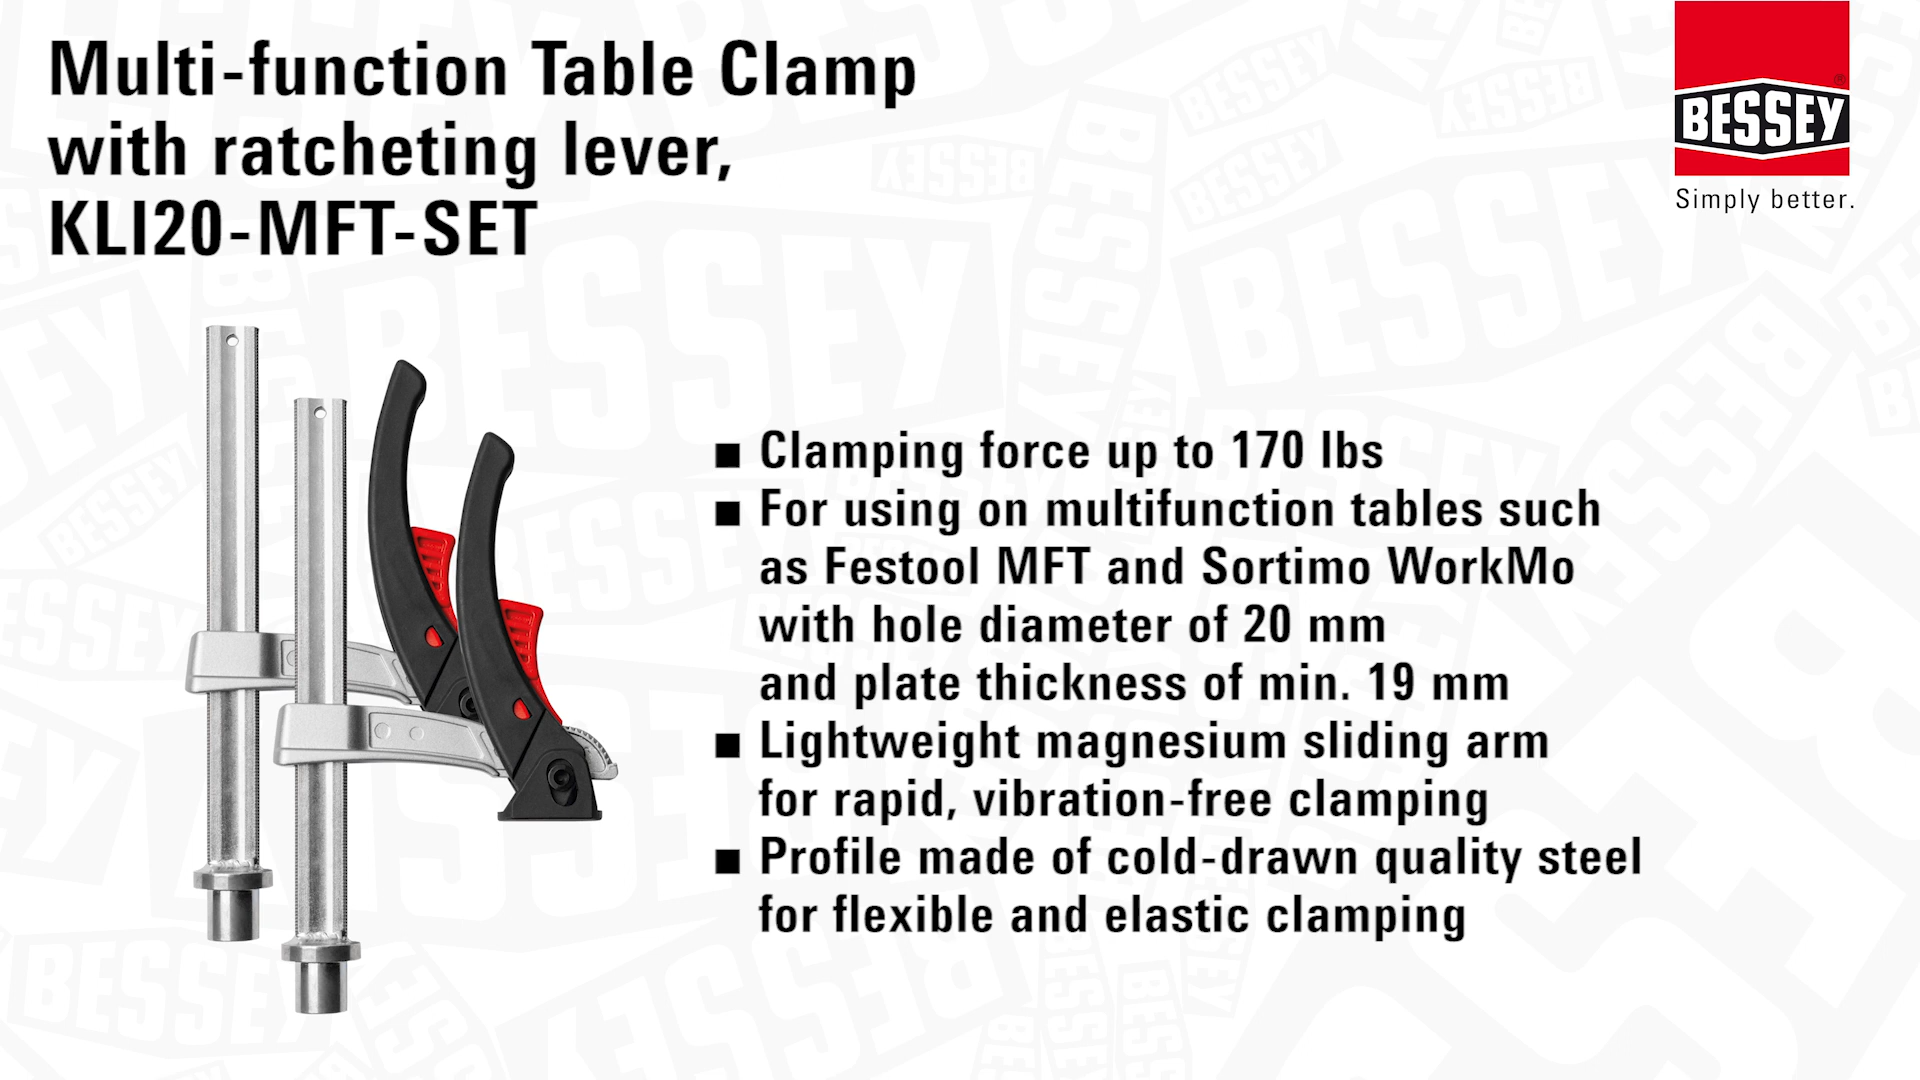 Multi-function Table Clamp
with ratcheting lever,
KLI20-MFT-SET
BESSEY
®
Simply better.
■ Clamping force up to 170 lbs
■ For using on multifunction tables such
as Festool MFT and Sortimo WorkMo
with hole diameter of 20 mm
and plate thickness of min. 19 mm
■ Lightweight magnesium sliding arm
for rapid, vibration-free clamping
■ Profile made of cold-drawn quality steel
for flexible and elastic clamping